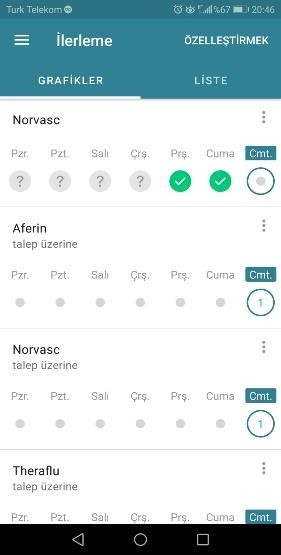 Turk Telekom %67 20:46
İlerleme ÖZELLEŞTİRMEK
GRAFİKLER LİSTE
Norvasc
Pzr. Pzt. Salı Çrş. Prş. Cuma Cmt.
? ? ? ?
Aferin
talep üzerine
Pzr. Pzt. Salı Çrş. Prş. Cuma Cmt.
1
Norvasc
talep üzerine
Pzr. Pzt. Salı Çrş. Prş. Cuma Cmt.
1
Theraflu
talep üzerine
Pzr. Pzt. Salı Çrş. Prş. Cuma Cmt.